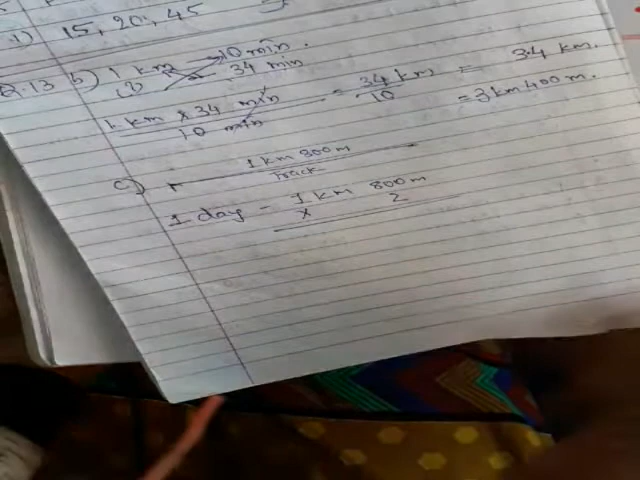 1) 15, 20, 45
Q.13 b) 1 km → 10 min.
(?) 34 min
1 km x 34 min = 34 km = 3.4 km.
10 min 10 = 3 km 400 m.
c) 1 km 800 m
track
1 day - 1 km 800 m
x 2